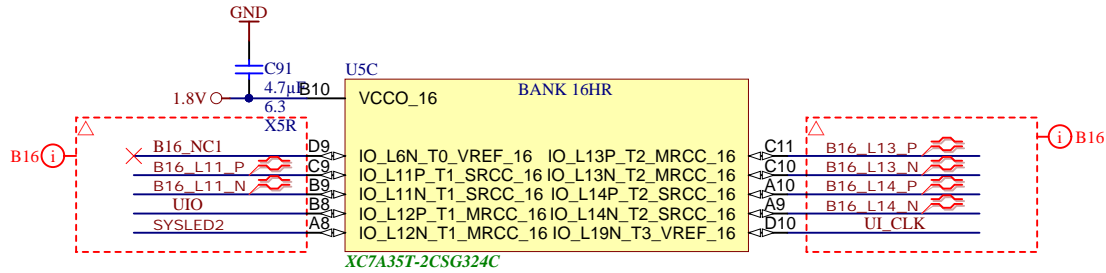 GND
C91
4.7µF
6.3
X5R
1.8V
B10
U5C
BANK 16HR
VCCO_16
B16
B16_NC1
D9
IO_L6N_T0_VREF_16
IO_L13P_T2_MRCC_16
C11
B16_L13_P
B16
B16_L11_P
C9
IO_L11P_T1_SRCC_16
IO_L13N_T2_MRCC_16
C10
B16_L13_N
B16_L11_N
B9
IO_L11N_T1_SRCC_16
IO_L14P_T2_SRCC_16
A10
B16_L14_P
UIO
B8
IO_L12P_T1_MRCC_16
IO_L14N_T2_SRCC_16
A9
B16_L14_N
SYSLED2
A8
IO_L12N_T1_MRCC_16
IO_L19N_T3_VREF_16
D10
UI_CLK
XC7A35T-2CSG324C